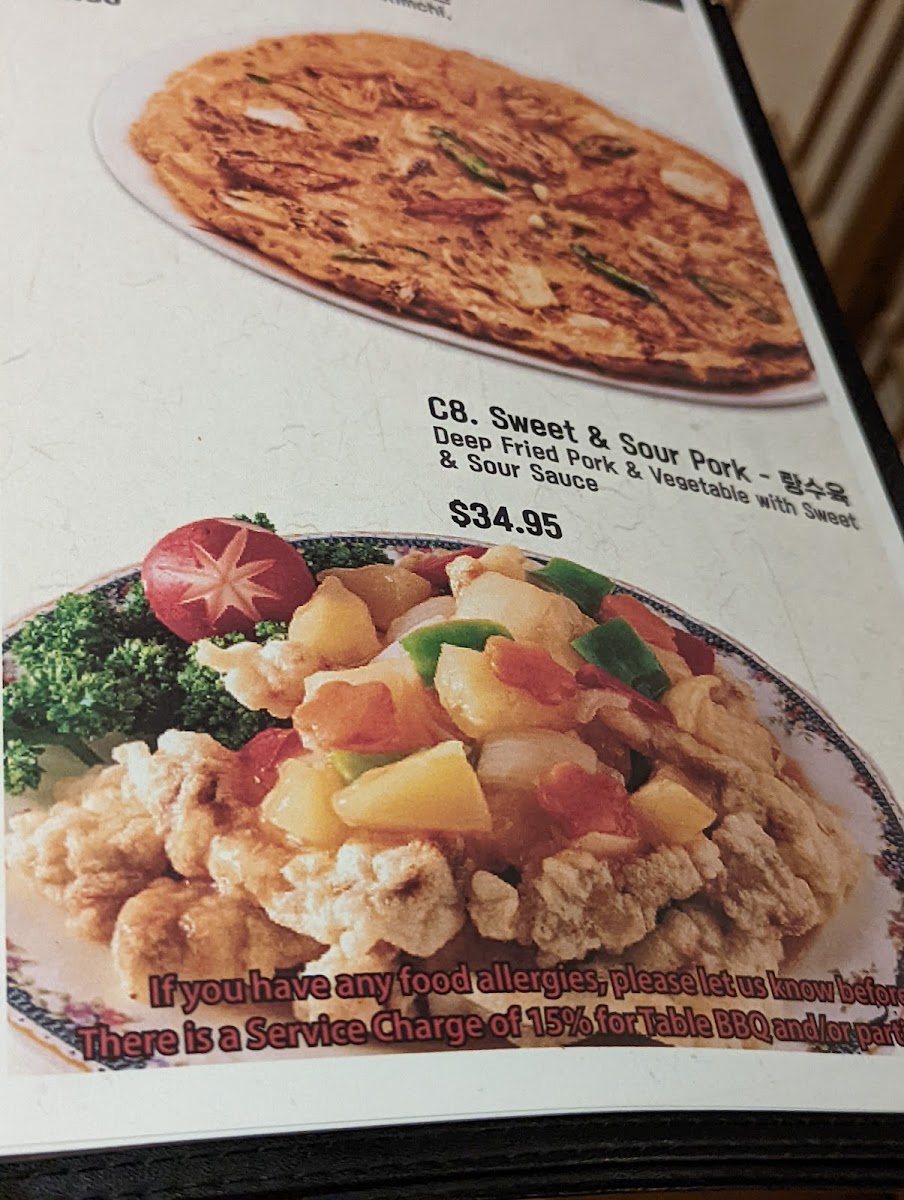 kimchi.
C8. Sweet & Sour Pork - 탕수육
Deep Fried Pork & Vegetable with Sweet
& Sour Sauce
$34.95
If you have any food allergies, please let us know before
There is a Service Charge of 15% for Table BBQ and/or parti